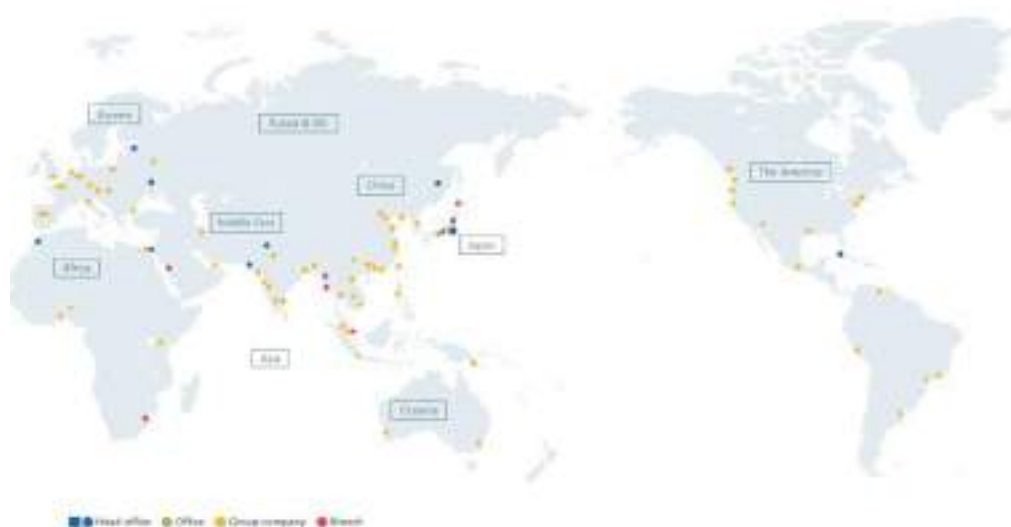 Europe
Russia & CIS
China
The Americas
Middle East
Japan
Africa
Asia
Oceania
Head office
Office
Group company
Branch